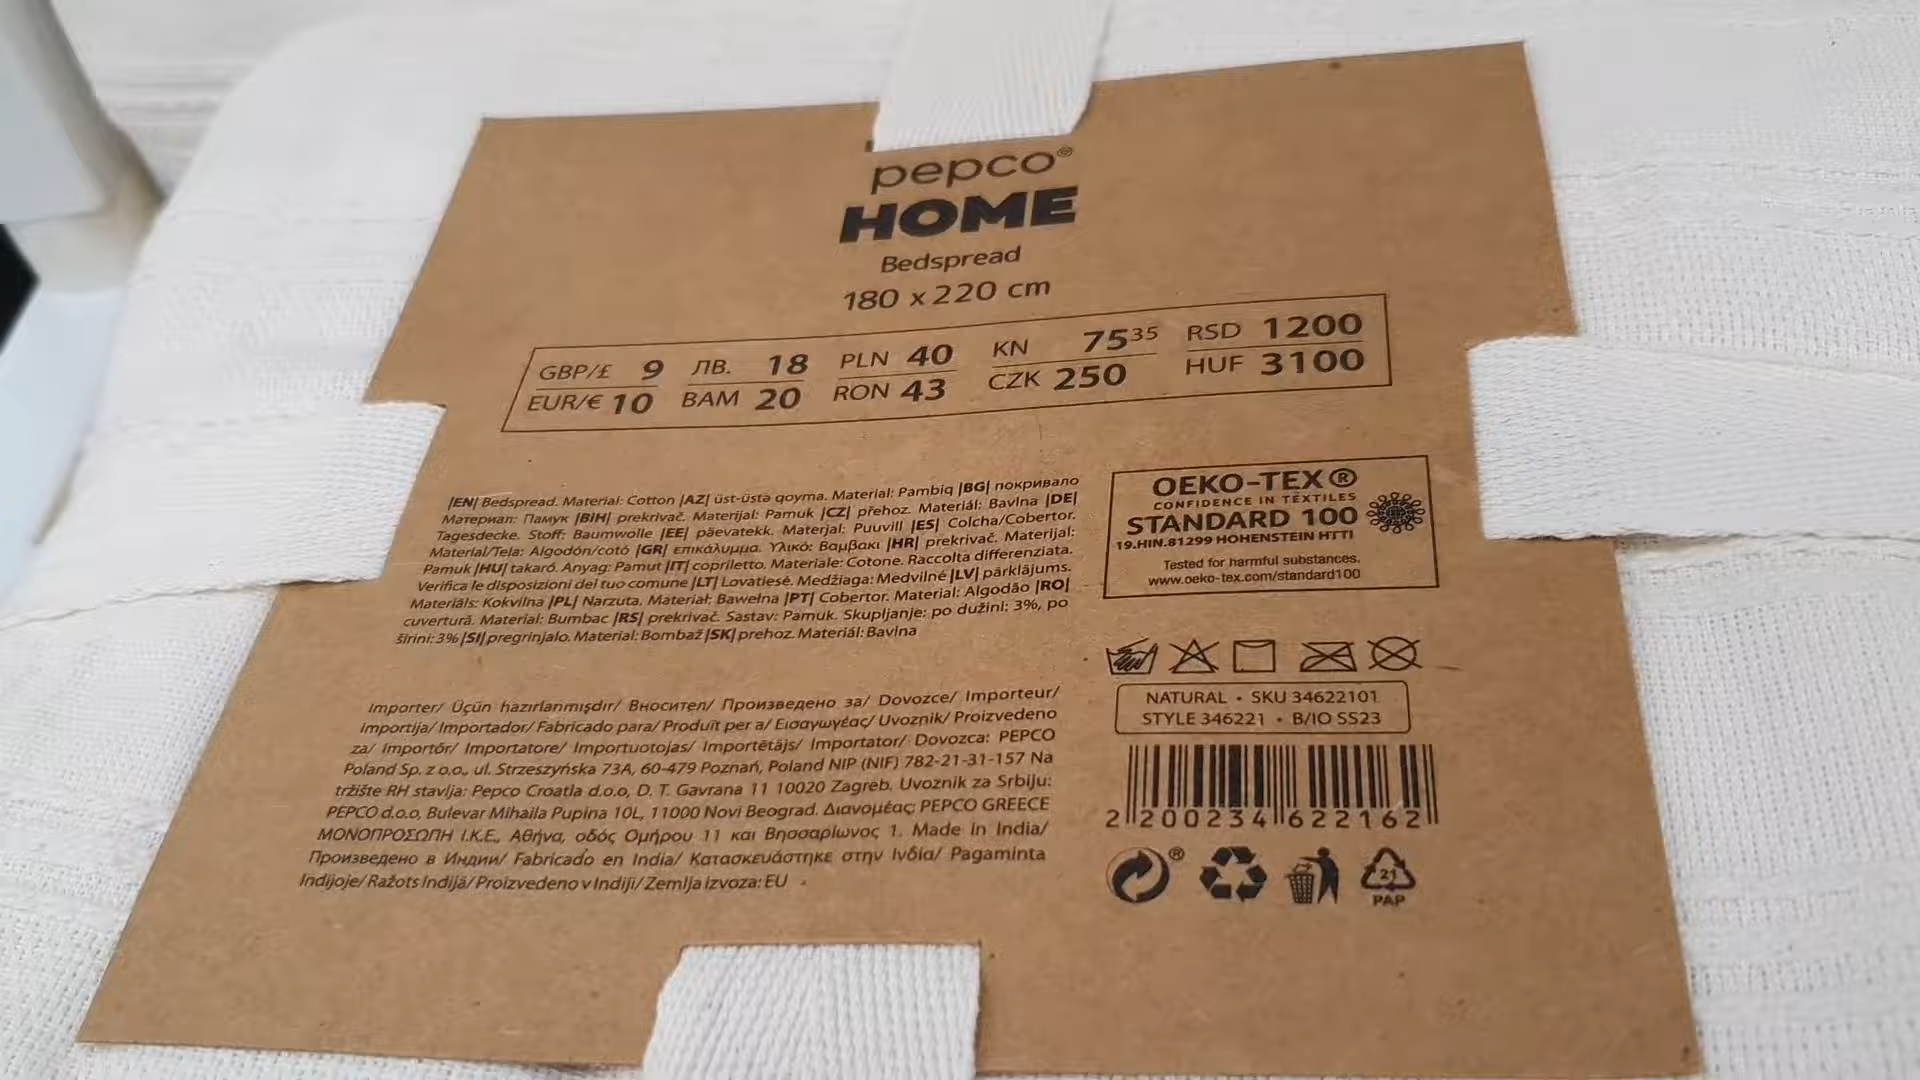 pepco®
HOME
Bedspread
180 x 220 cm
GBP/£ 9 ЛВ. 18 PLN 40 KN 75³⁵ RSD 1200
EUR/€ 10 BAM 20 RON 43 CZK 250 HUF 3100
|EN| Bedspread. Material: Cotton |AZ| üst-üstə qoyma. Material: Pambiq |BG| покривало
Материал: Памук |BIH| prekrivač. Materijal: Pamuk |CZ| přehoz. Materiál: Bavlna |DE|
Tagesdecke. Stoff: Baumwolle |EE| päevatekk. Materjal: Puuvill |ES| Colcha/Cobertor.
Material/Tela: Algodón/cotó |GR| επικάλυμμα. Υλικό: Βαμβακι |HR| prekrivač. Materijal:
Pamuk |HU| takaró. Anyag: Pamut |IT| copriletto. Materiale: Cotone. Raccolta differenziata.
Verifica le disposizioni del tuo comune |LT| Lovatiesė. Medžiaga: Medvilnė |LV| pārklājums.
Materiāls: Kokvilna |PL| Narzuta. Materiał: Bawełna |PT| Cobertor. Material: Algodão |RO|
cuvertură. Material: Bumbac |RS| prekrivač. Sastav: Pamuk. Skupljanje: po dužini: 3%, po
širini: 3% |SI| pregrinjalo. Material: Bombaž |SK| prehoz. Materiál: Bavlna
OEKO-TEX ®
CONFIDENCE IN TEXTILES
STANDARD 100
19.HIN.81299 HOHENSTEIN HTTI
Tested for harmful substances.
www.oeko-tex.com/standard100
NATURAL • SKU 34622101
STYLE 346221 • B/IO SS23
Importer/ Üçün hazırlanmışdır/ Вносител/ Произведено за/ Dovozce/ Importeur/
Importija/ Importador/ Fabricado para/ Produït per a/ Εισαγωγέας/ Uvoznik/ Proizvedeno
za/ Importőr/ Importatore/ Importuotojas/ Importētājs/ Importator/ Dovozca: PEPCO
Poland Sp. z o.o., ul. Strzeszyńska 73A, 60-479 Poznań, Poland NIP (NIF) 782-21-31-157 Na
tržište RH stavlja: Pepco Croatia d.o.o, D. T. Gavrana 11 10020 Zagreb. Uvoznik za Srbiju:
PEPCO d.o.o, Bulevar Mihaila Pupina 10L, 11000 Novi Beograd. Διανομέας: PEPCO GREECE
ΜΟΝΟΠΡΟΣΩΠΗ Ι.Κ.Ε., Αθήνα, οδός Ομήρου 11 και Βησσαρίωνος 1. Made in India/
Произведено в Индии/ Fabricado en India/ Κατασκευάστηκε στην Ινδία/ Pagaminta
Indijoje/ Ražots Indijā/ Proizvedeno v Indiji/ Zemlja izvoza: EU
2 200234 622162
®
21
PAP